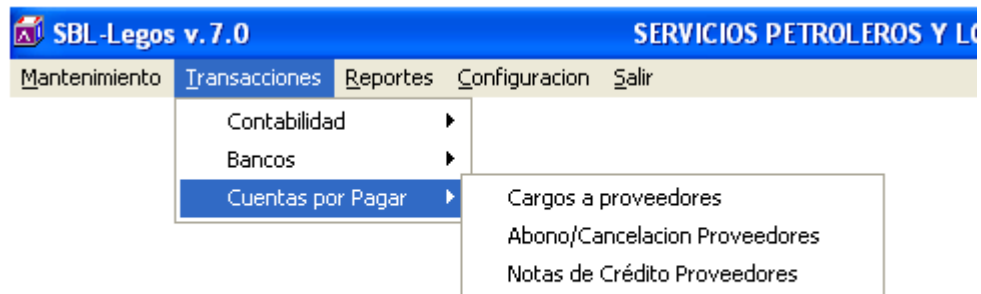 SBL-Legos v.7.0 SERVICIOS PETROLEROS Y
Mantenimiento Transacciones Reportes Configuracion Salir
Contabilidad
Bancos
Cuentas por Pagar
Cargos a proveedores
Abono/Cancelacion Proveedores
Notas de Crédito Proveedores